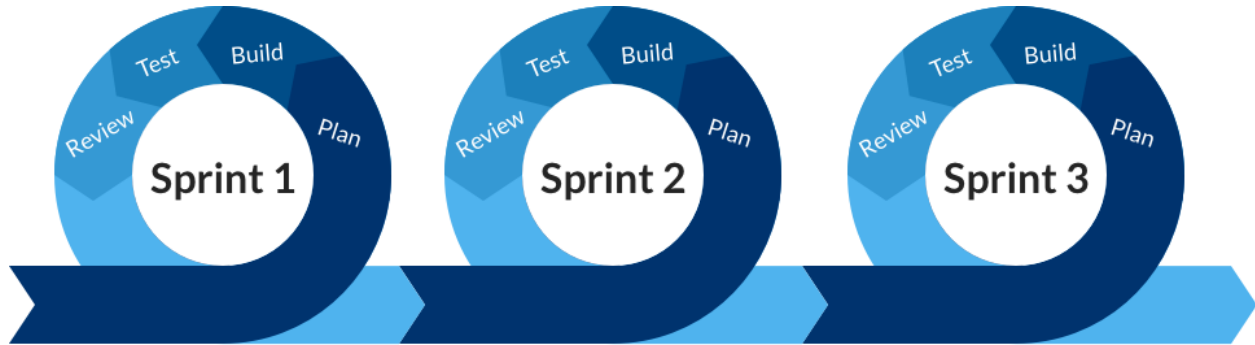 Test
Build
Review
Plan
Sprint 1
Test
Build
Review
Plan
Sprint 2
Test
Build
Review
Plan
Sprint 3